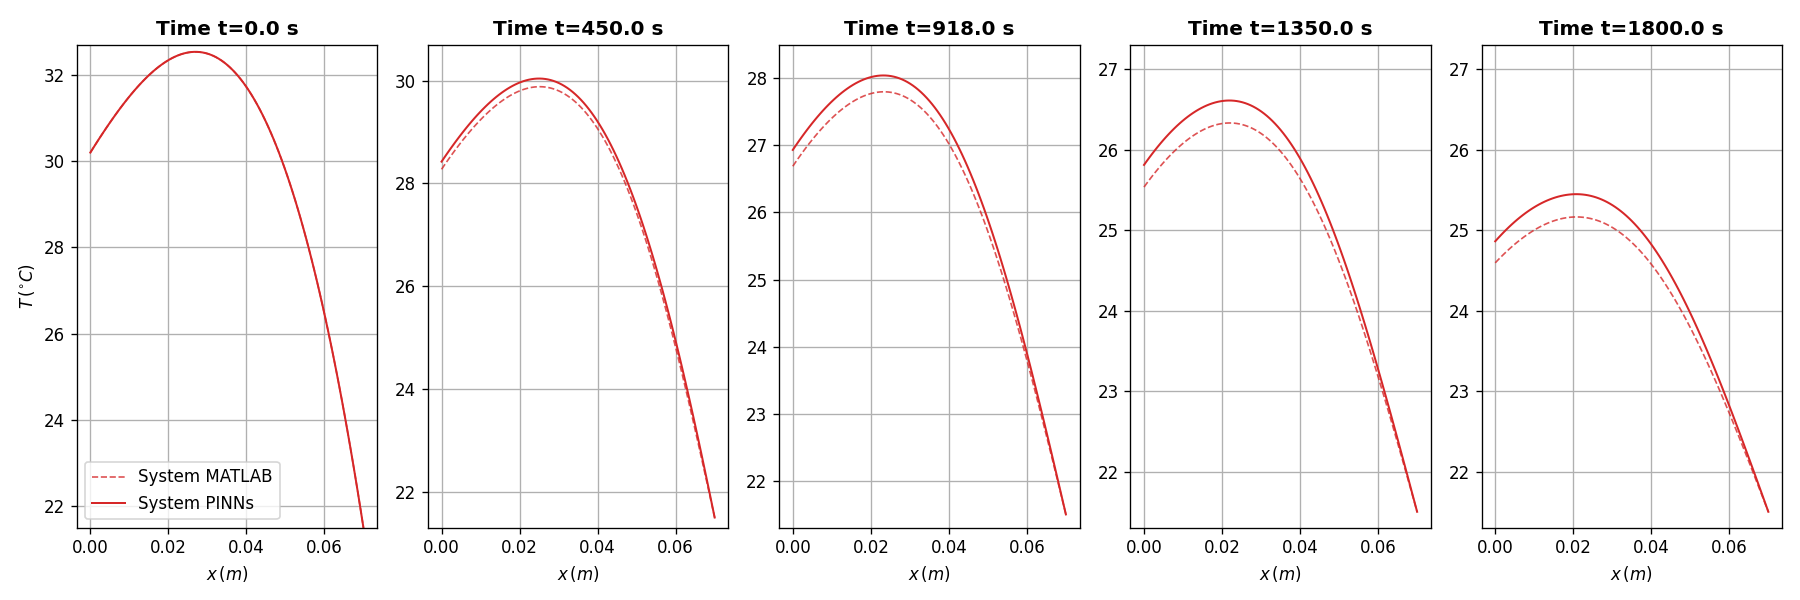 Time t=0.0 s
Time t=450.0 s
Time t=918.0 s
Time t=1350.0 s
Time t=1800.0 s
T (°C)
32
30
28
26
24
22
System MATLAB
System PINNs
0.00 0.02 0.04 0.06
x (m)
30
28
26
24
22
0.00 0.02 0.04 0.06
x (m)
28
27
26
25
24
23
22
0.00 0.02 0.04 0.06
x (m)
27
26
25
24
23
22
0.00 0.02 0.04 0.06
x (m)
27
26
25
24
23
22
0.00 0.02 0.04 0.06
x (m)